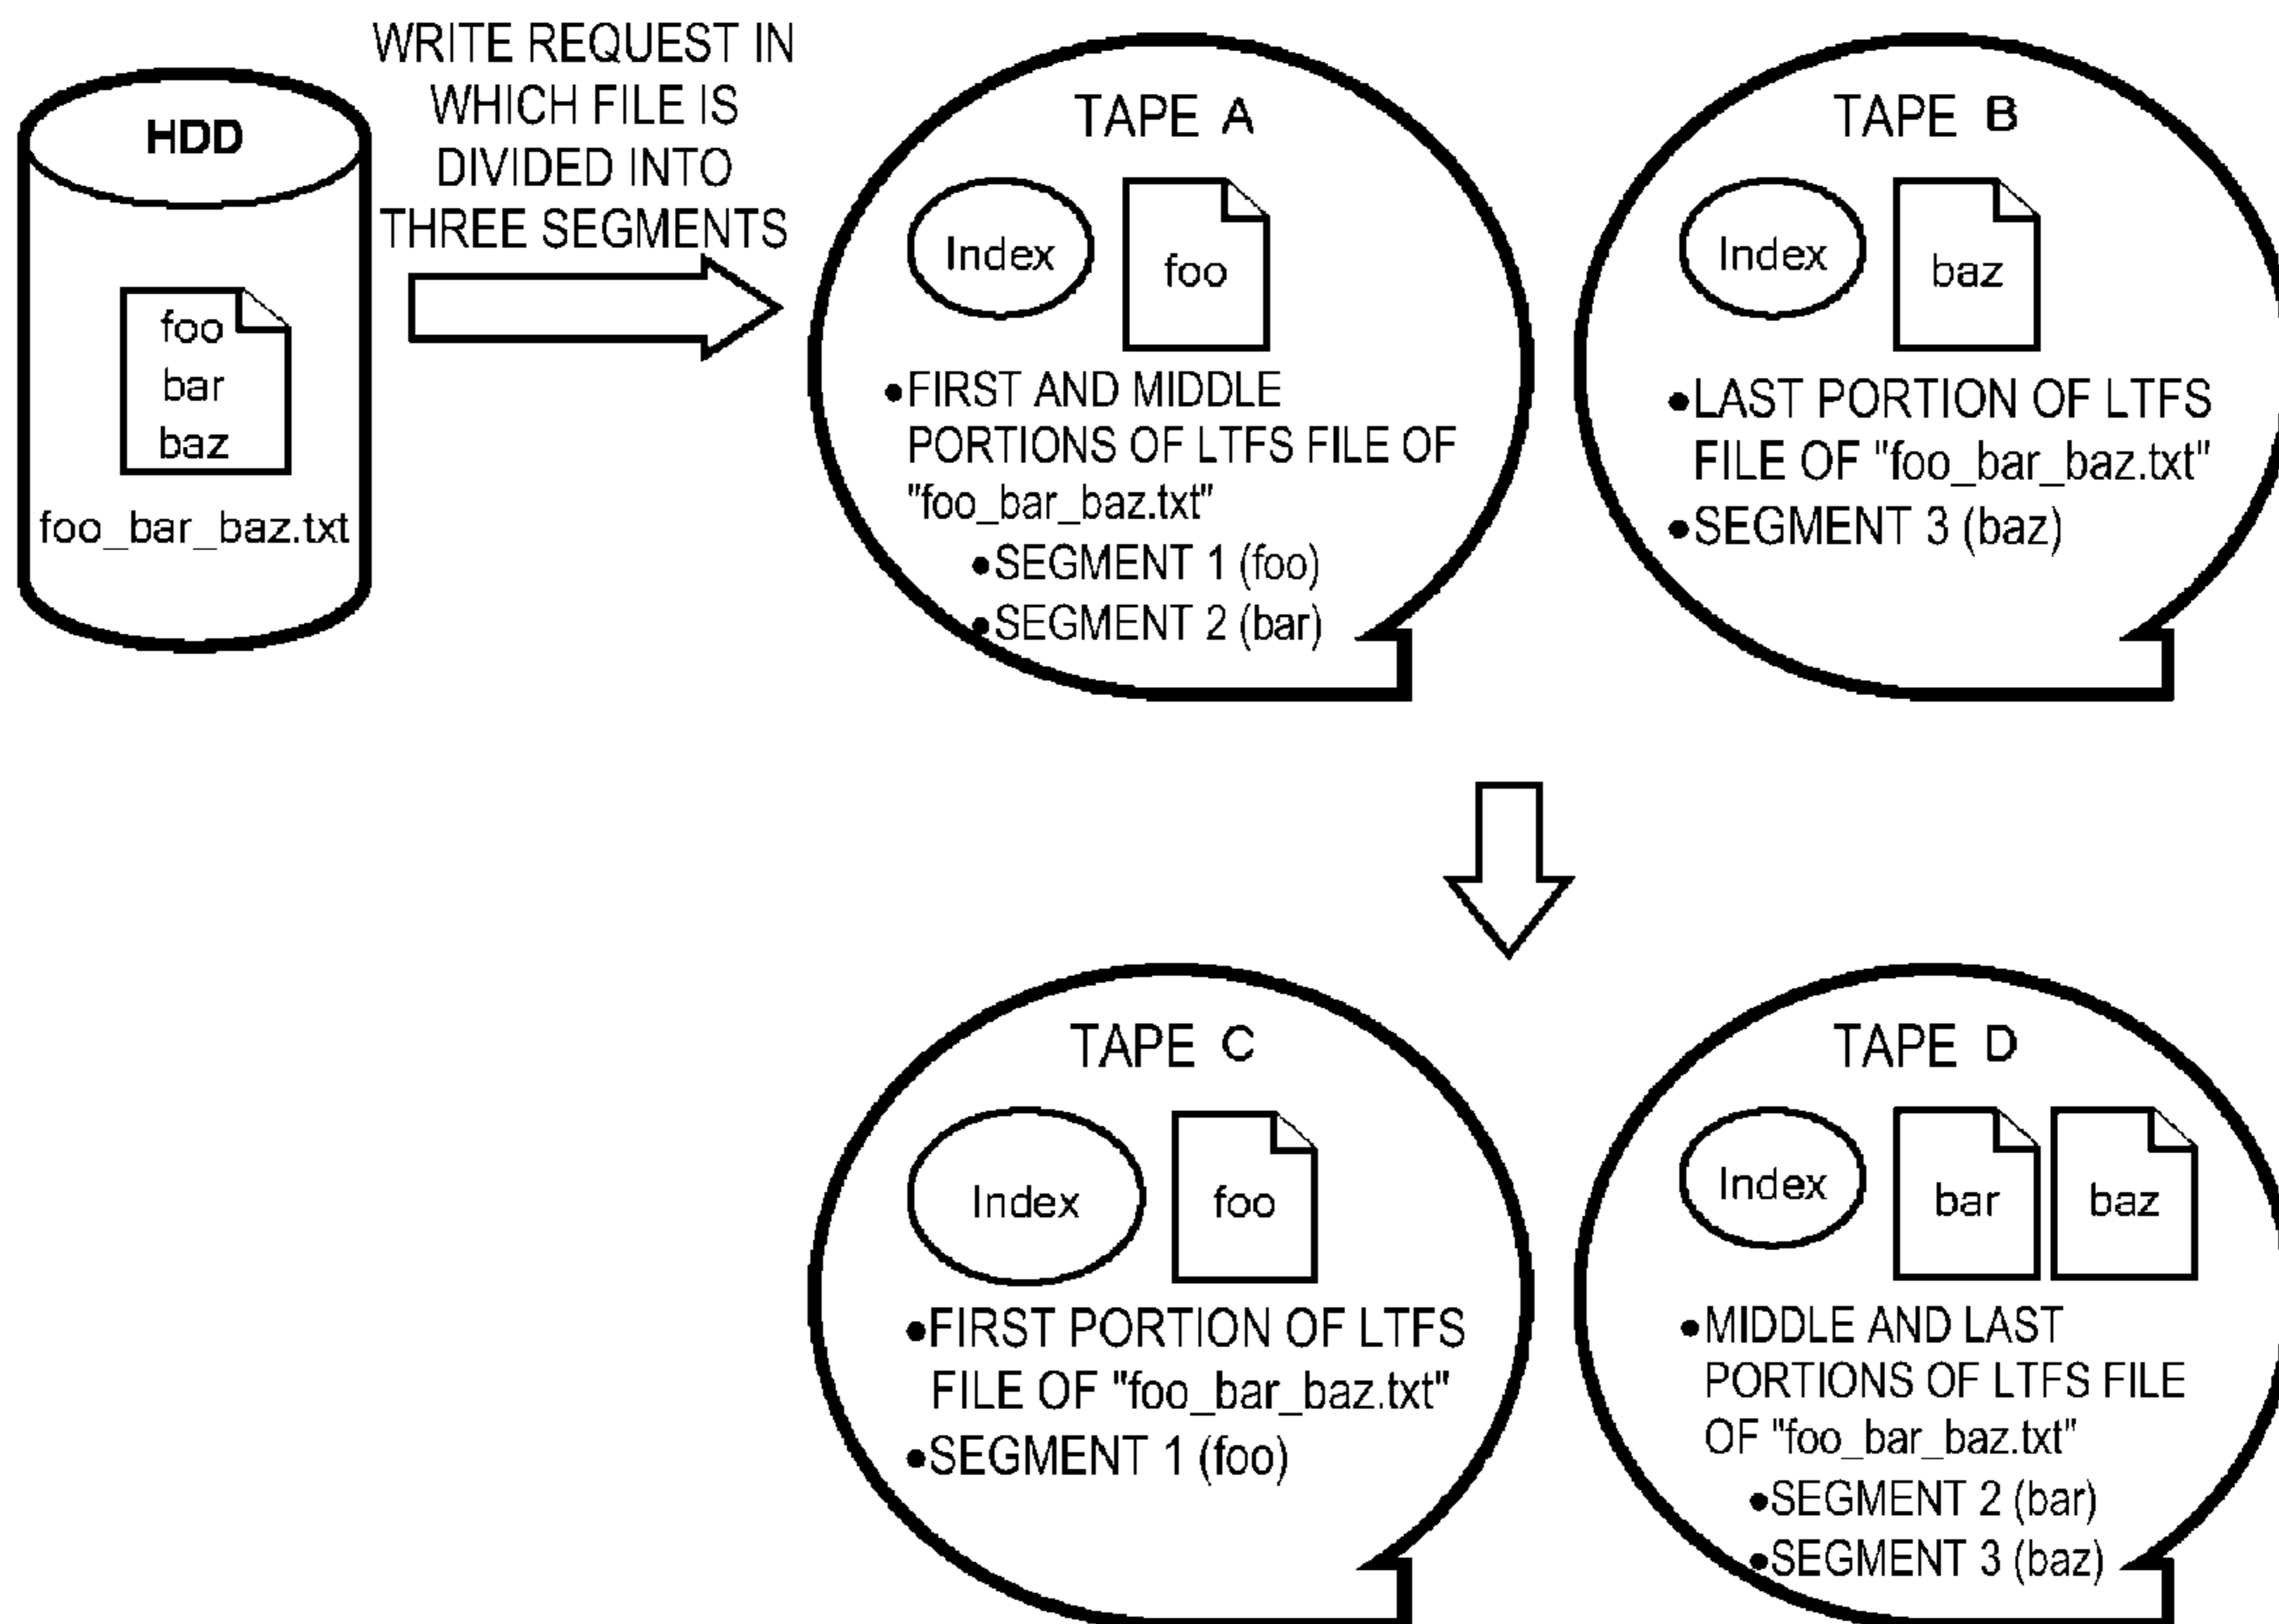 WRITE REQUEST IN
WHICH FILE IS
DIVIDED INTO
THREE SEGMENTS
HDD
foo
bar
baz
foo_bar_baz.txt
TAPE A
Index
foo
•FIRST AND MIDDLE
PORTIONS OF LTFS FILE OF
"foo_bar_baz.txt"
•SEGMENT 1 (foo)
•SEGMENT 2 (bar)
TAPE B
Index
baz
•LAST PORTION OF LTFS
FILE OF "foo_bar_baz.txt"
•SEGMENT 3 (baz)
TAPE C
Index
foo
•FIRST PORTION OF LTFS
FILE OF "foo_bar_baz.txt"
•SEGMENT 1 (foo)
TAPE D
Index
bar
baz
•MIDDLE AND LAST
PORTIONS OF LTFS FILE
OF "foo_bar_baz.txt"
•SEGMENT 2 (bar)
•SEGMENT 3 (baz)